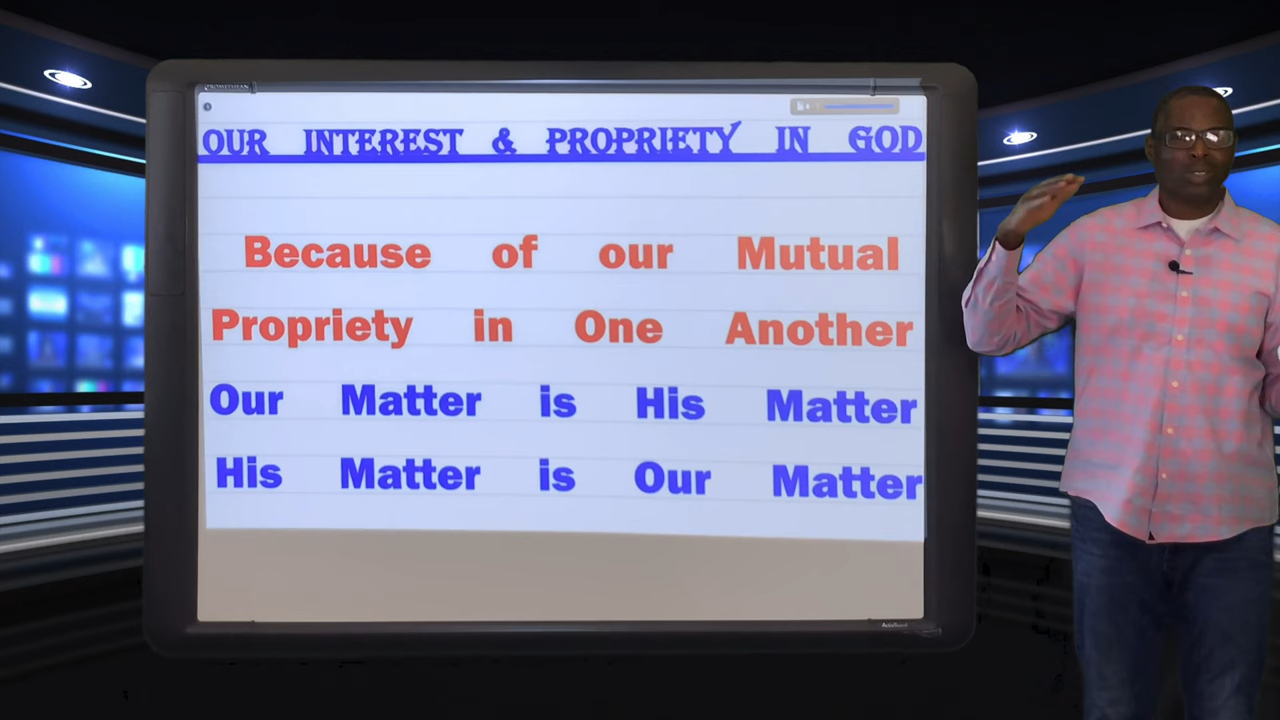 PROMETHEAN
OUR INTEREST & PROPRIETY IN GOD
Because of our Mutual
Propriety in One Another
Our Matter is His Matter
His Matter is Our Matter